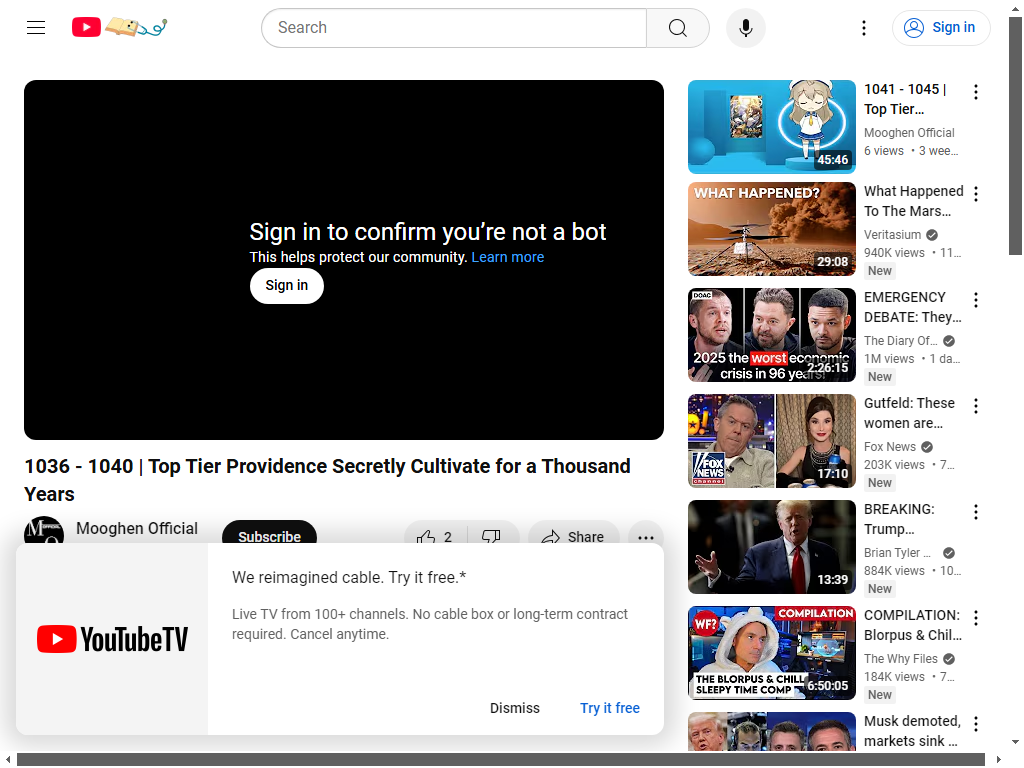 Search
Sign in
Sign in to confirm you’re not a bot
This helps protect our community. Learn more
Sign in
1036 - 1040 | Top Tier Providence Secretly Cultivate for a Thousand
Years
Mooghen Official
Subscribe
2
Share
YouTubeTV
We reimagined cable. Try it free.*
Live TV from 100+ channels. No cable box or long-term contract
required. Cancel anytime.
Dismiss
Try it free
45:46
1041 - 1045 |
Top Tier…
Mooghen Official
6 views • 3 wee…
WHAT HAPPENED?
29:08
What Happened
To The Mars…
Veritasium
940K views • 11…
New
DOAC
2025 the worst economic
crisis in 96 years!
2:26:15
EMERGENCY
DEBATE: They…
The Diary Of…
1M views • 1 da…
New
FOX
NEWS
channel
17:10
Gutfeld: These
women are…
Fox News
203K views • 7…
New
13:39
BREAKING:
Trump…
Brian Tyler …
884K views • 10…
New
COMPILATION
WF?
THE BLORPUS & CHILL
SLEEPY TIME COMP
6:50:05
COMPILATION:
Blorpus & Chil…
The Why Files
184K views • 7…
New
Musk demoted,
markets sink …